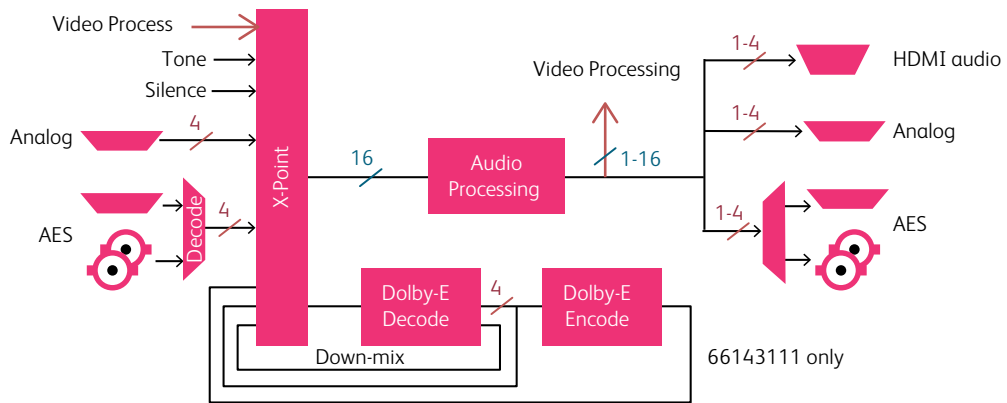 Video Process
Tone
Silence
Analog
4
AES
Decode
4
X-Point
16
Audio
Processing
Video Processing
1-16
1-4
HDMI audio
1-4
Analog
1-4
AES
Dolby-E
Decode
4
Dolby-E
Encode
Down-mix
66143111 only